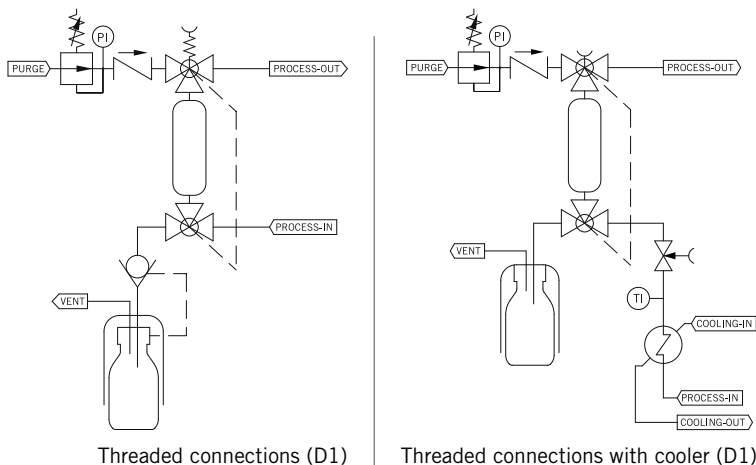 PI
PURGE
PROCESS-OUT
PROCESS-IN
VENT
Threaded connections (D1)
PI
PURGE
PROCESS-OUT
VENT
TI
COOLING-IN
PROCESS-IN
COOLING-OUT
Threaded connections with cooler (D1)